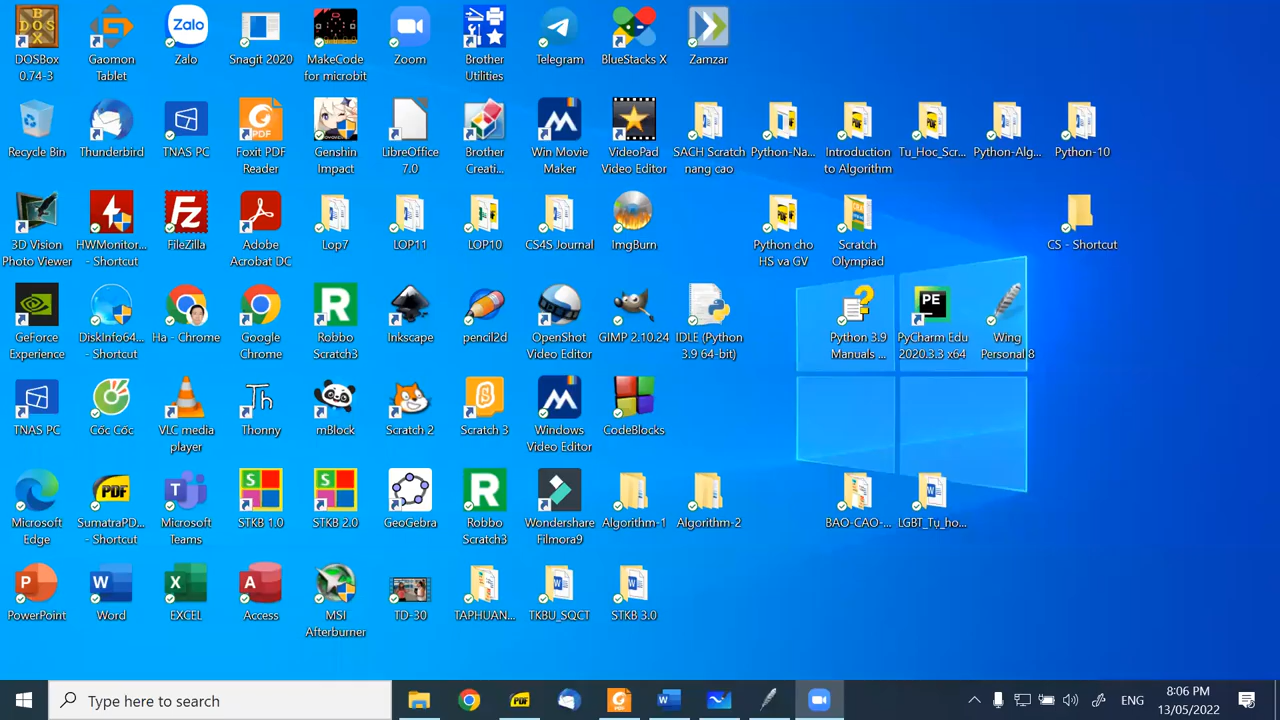 DOSBox 0.74-3
Gaomon Tablet
Zalo
Snagit 2020
MakeCode for microbit
Zoom
Brother Utilities
Telegram
BlueStacks X
Zamzar
Recycle Bin
Thunderbird
TNAS PC
Foxit PDF Reader
Genshin Impact
LibreOffice 7.0
Brother Creati...
Win Movie Maker
VideoPad Video Editor
SACH Scratch nang cao
Python-Na...
Introduction to Algorithm
Tu_Hoc_Scr...
Python-Alg...
Python-10
3D Vision Photo Viewer
HWMonitor... - Shortcut
FileZilla
Adobe Acrobat DC
Lop7
LOP11
LOP10
CS4S Journal
ImgBurn
Python cho HS va GV
Scratch Olympiad
CS - Shortcut
GeForce Experience
DiskInfo64... - Shortcut
Ha - Chrome
Google Chrome
Robbo Scratch3
Inkscape
pencil2d
OpenShot Video Editor
GIMP 2.10.24
IDLE (Python 3.9 64-bit)
Python 3.9 Manuals ...
PyCharm Edu 2020.3.3 x64
Wing Personal 8
TNAS PC
Cốc Cốc
VLC media player
Thonny
mBlock
Scratch 2
Scratch 3
Windows Video Editor
CodeBlocks
Microsoft Edge
SumatraPD... - Shortcut
Microsoft Teams
STKB 1.0
STKB 2.0
GeoGebra
Robbo Scratch3
Wondershare Filmora9
Algorithm-1
Algorithm-2
BAO-CAO-...
LGBT_Tụ_ho...
PowerPoint
Word
EXCEL
Access
MSI Afterburner
TD-30
TAPHUAN...
TKBU_SQCT
STKB 3.0
Type here to search
ENG
8:06 PM
13/05/2022